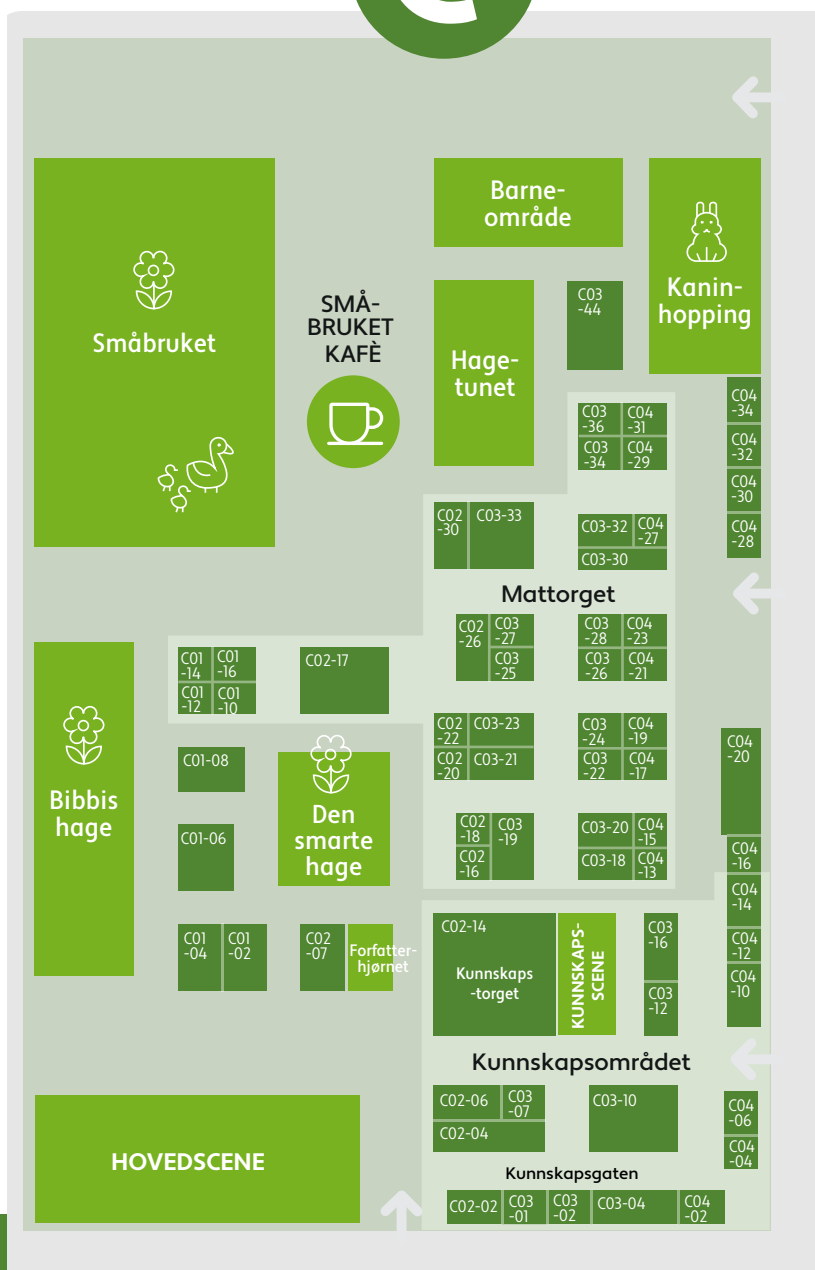 Barne-
område
Kanin-
hopping
Småbruket
SMÅ-
BRUKET
KAFÈ
Hage-
tunet
C03
-44
C04
-34
C04
-32
C04
-30
C04
-28
C03
-36
C04
-31
C03
-34
C04
-29
C02
-30
C03-33
C03-32
C04
-27
C03-30
Mattorget
C02
-26
C03
-27
C03
-25
C03
-28
C04
-23
C03
-26
C04
-21
C01
-14
C01
-16
C01
-12
C01
-10
C02-17
C02
-22
C03-23
C02
-20
C03-21
C03
-24
C04
-19
C03
-22
C04
-17
C04
-20
C01-08
Bibbis
hage
Den
smarte
hage
C01-06
C02
-18
C03
-19
C02
-16
C03-20
C04
-15
C03-18
C04
-13
C04
-16
C04
-14
C04
-12
C04
-10
C01
-04
C01
-02
C02
-07
Forfatter-
hjørnet
C02-14
Kunnskaps
-torget
KUNNSKAPS-
SCENE
C03
-16
C03
-12
Kunnskapsområdet
C02-06
C03
-07
C02-04
C03-10
C04
-06
C04
-04
HOVEDSCENE
Kunnskapsgaten
C02-02
C03
-01
C03
-02
C03-04
C04
-02